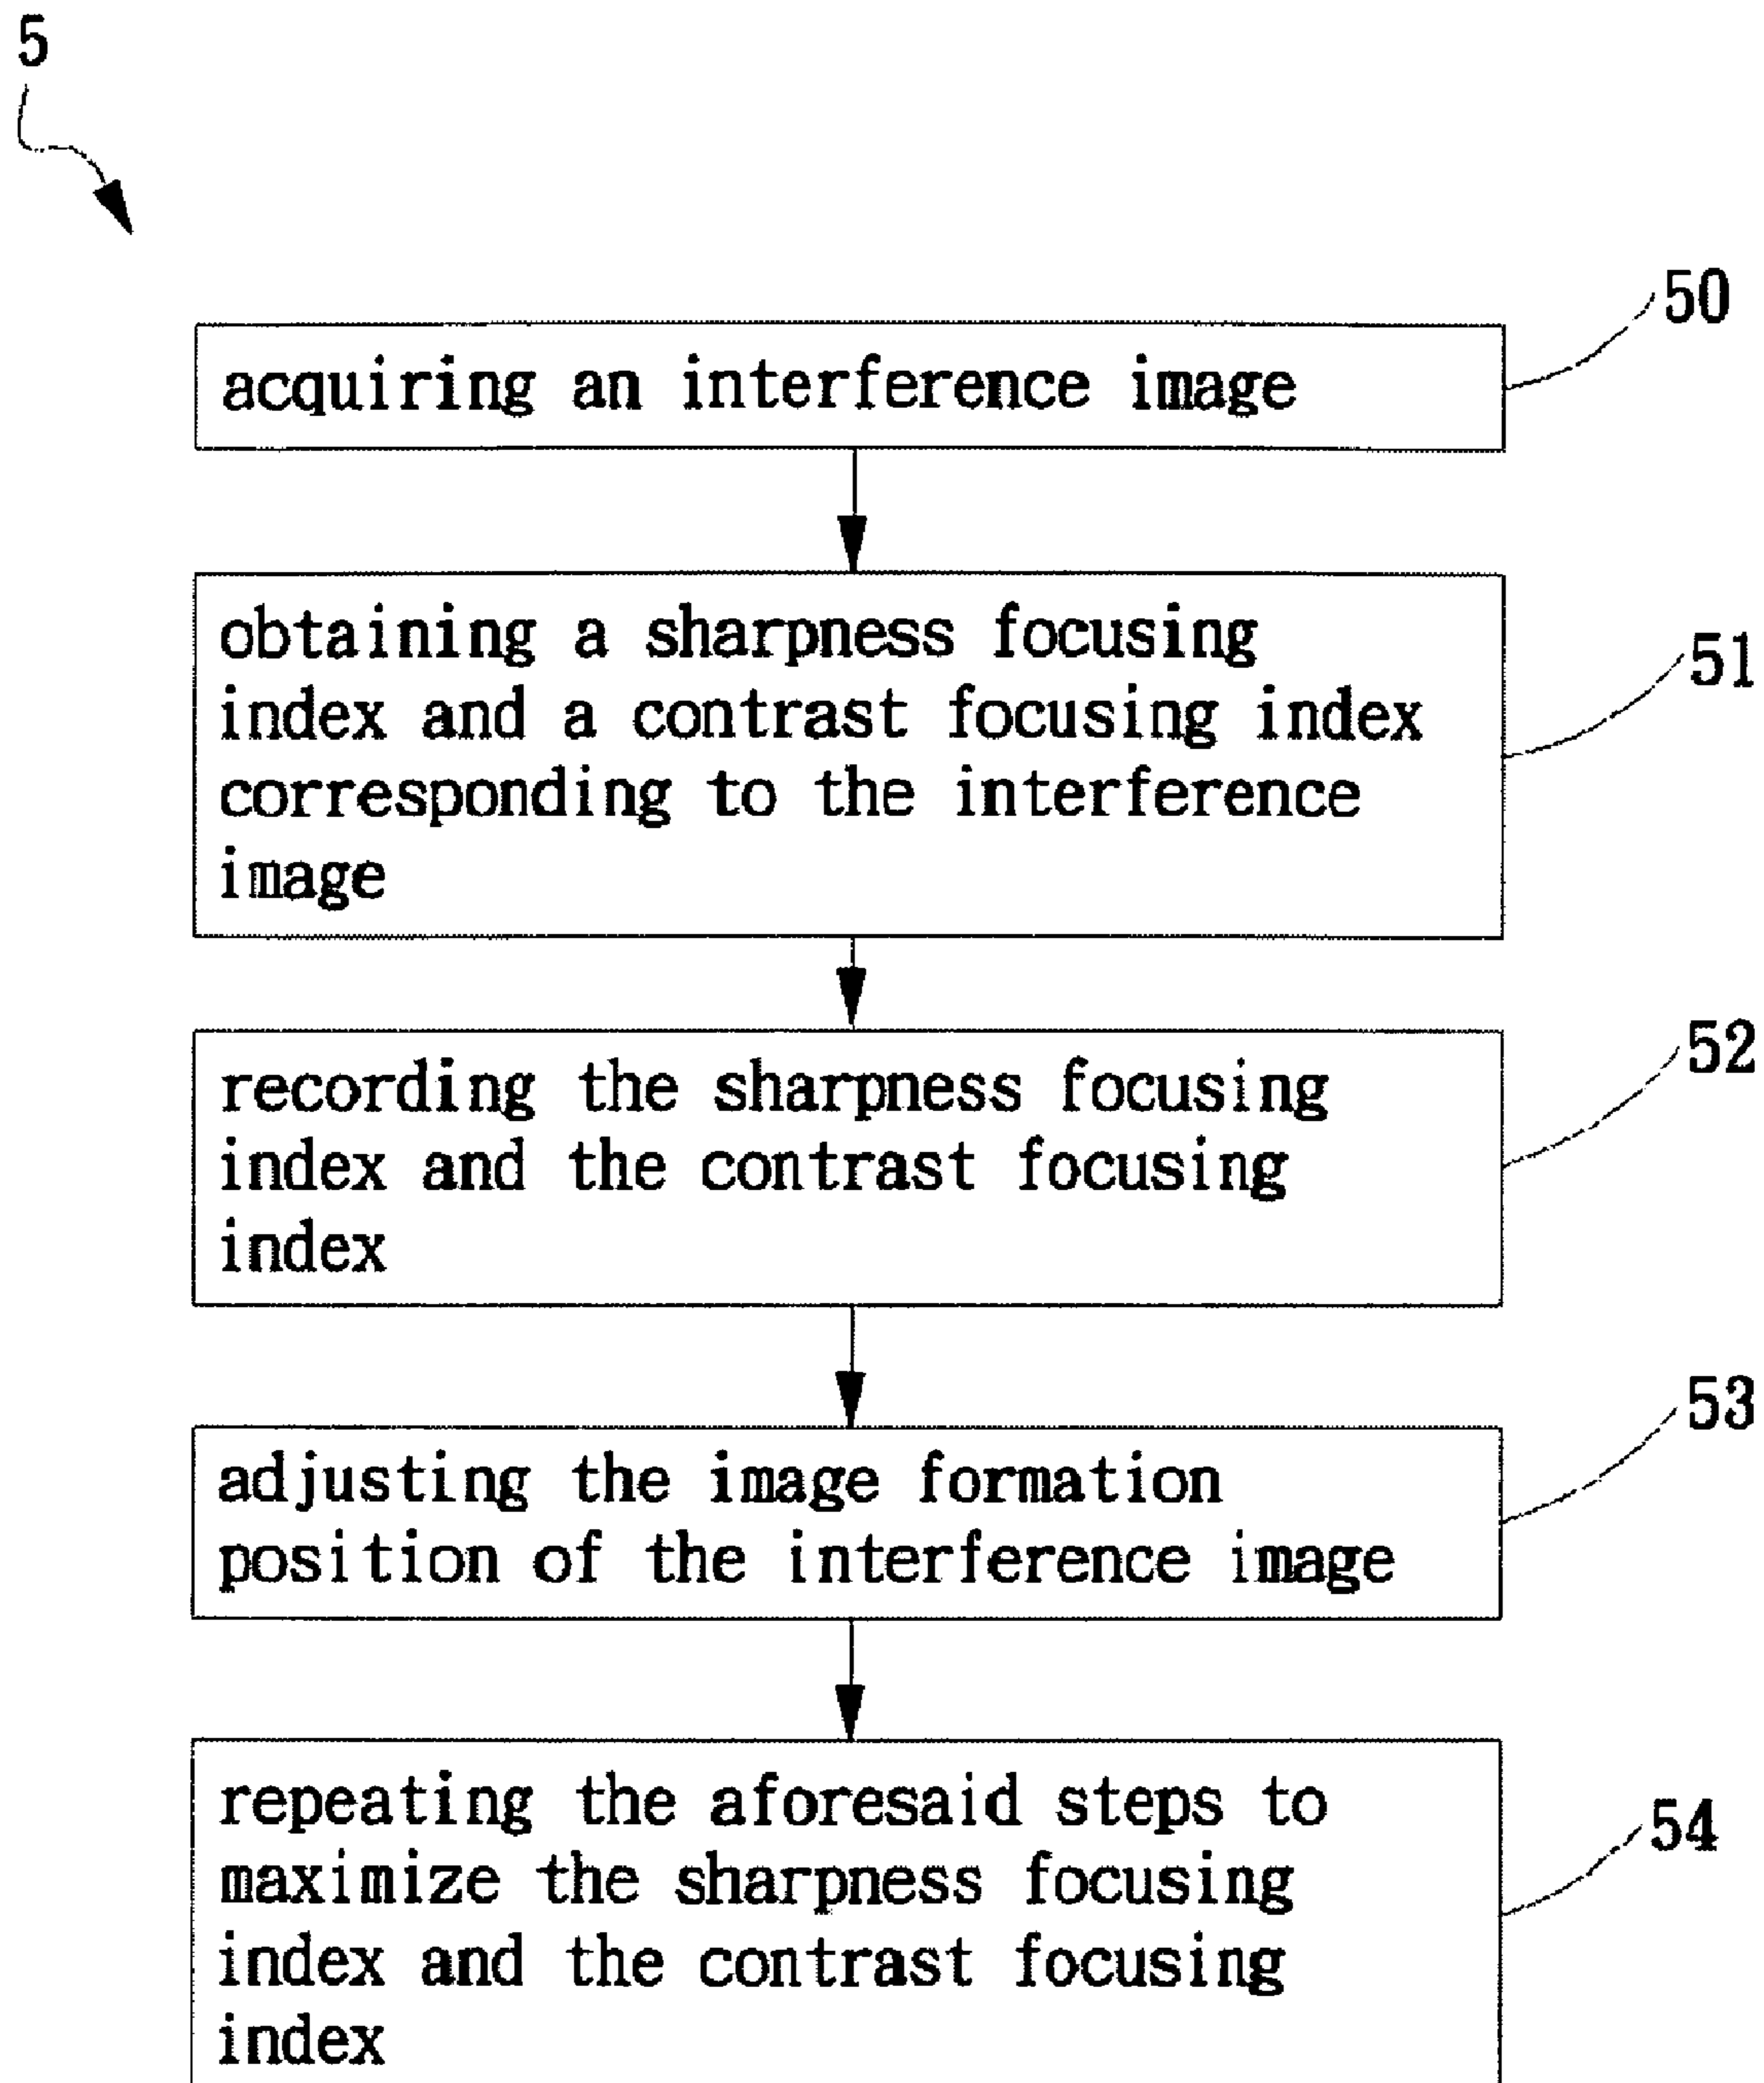 5
50
acquiring an interference image
obtaining a sharpness focusing
index and a contrast focusing index
corresponding to the interference
image
51
recording the sharpness focusing
index and the contrast focusing
index
52
adjusting the image formation
position of the interference image
53
repeating the aforesaid steps to
maximize the sharpness focusing
index and the contrast focusing
index
54